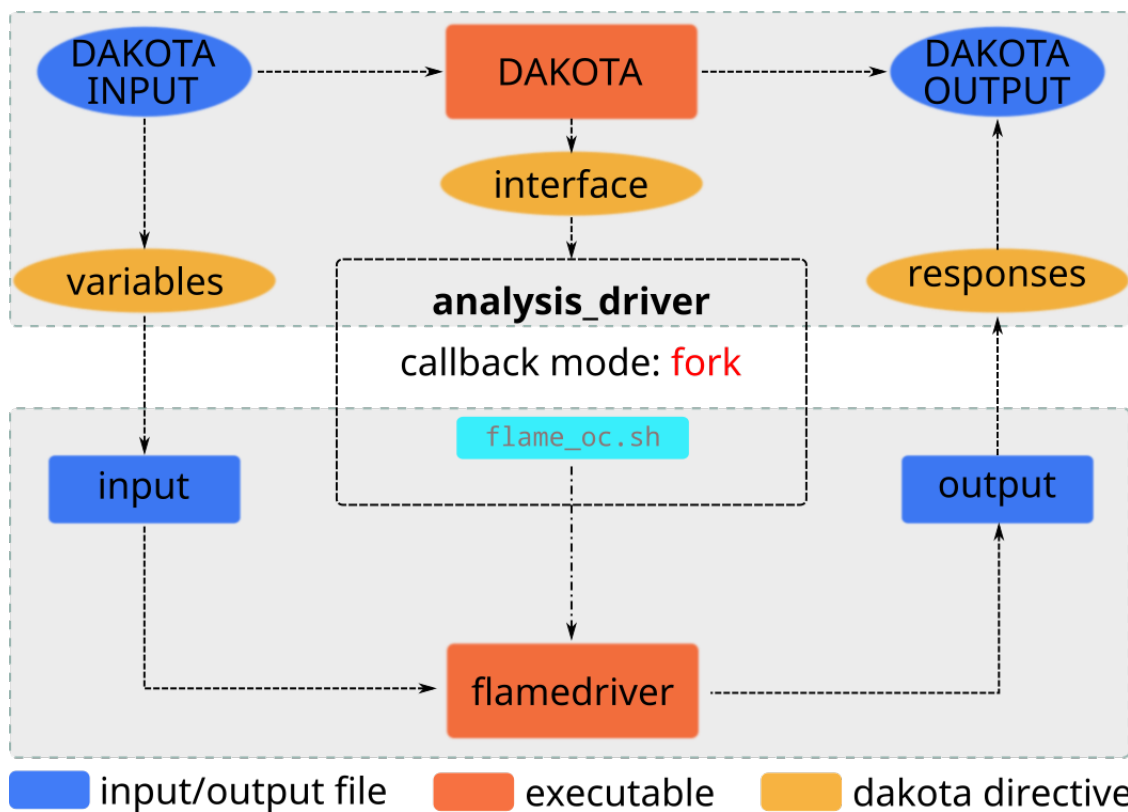 DAKOTA
INPUT
DAKOTA
DAKOTA
OUTPUT
interface
variables
responses
analysis_driver
callback mode: fork
flame_oc.sh
input
output
flamedriver
input/output file
executable
dakota directive